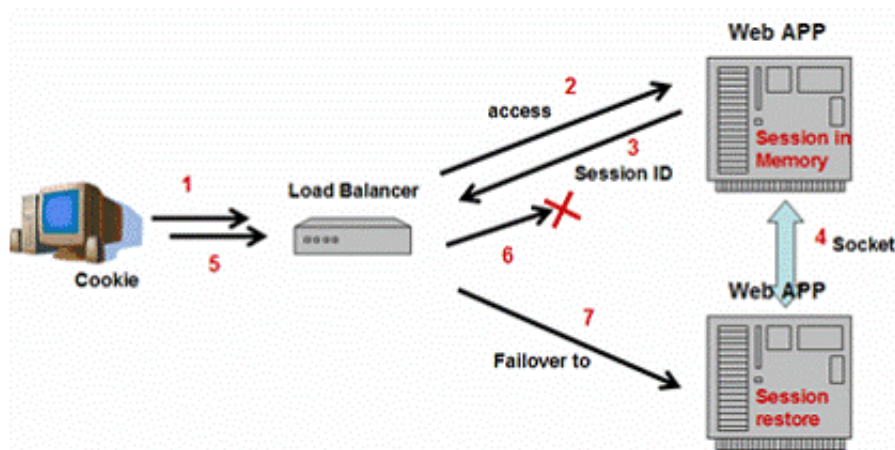 Web APP
2
access
Session in
Memory
3
Session ID
1
Load Balancer
4 Socket
6
5
Cookie
Web APP
7
Failover to
Session
restore